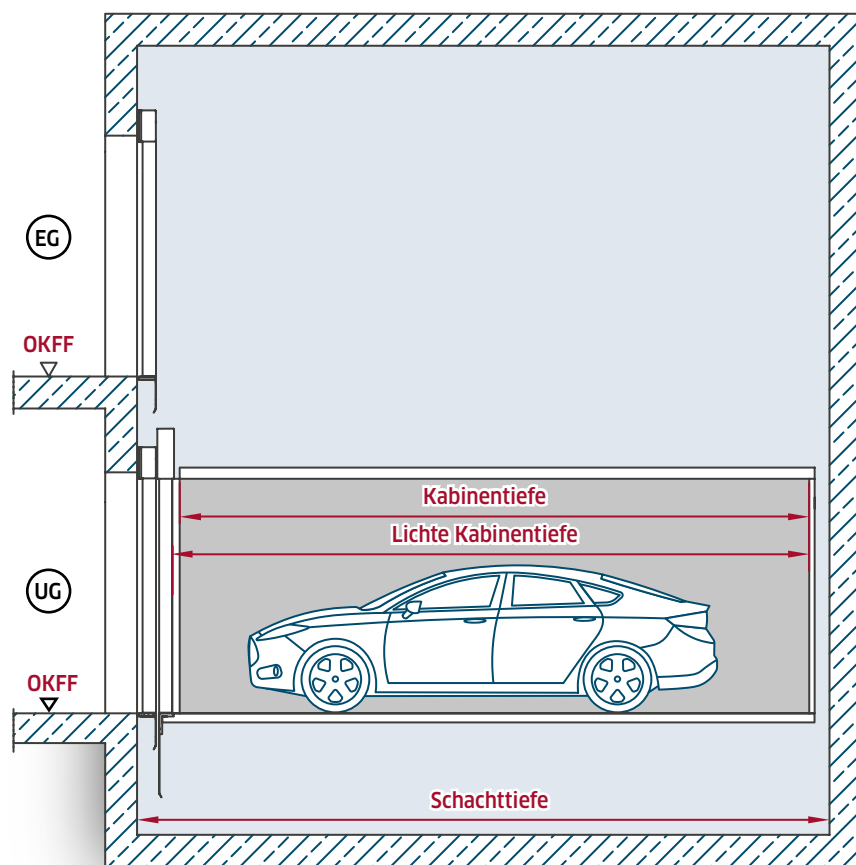 EG
OKFF
Kabinentiefe
Lichte Kabinentiefe
UG
OKFF
Schachttiefe